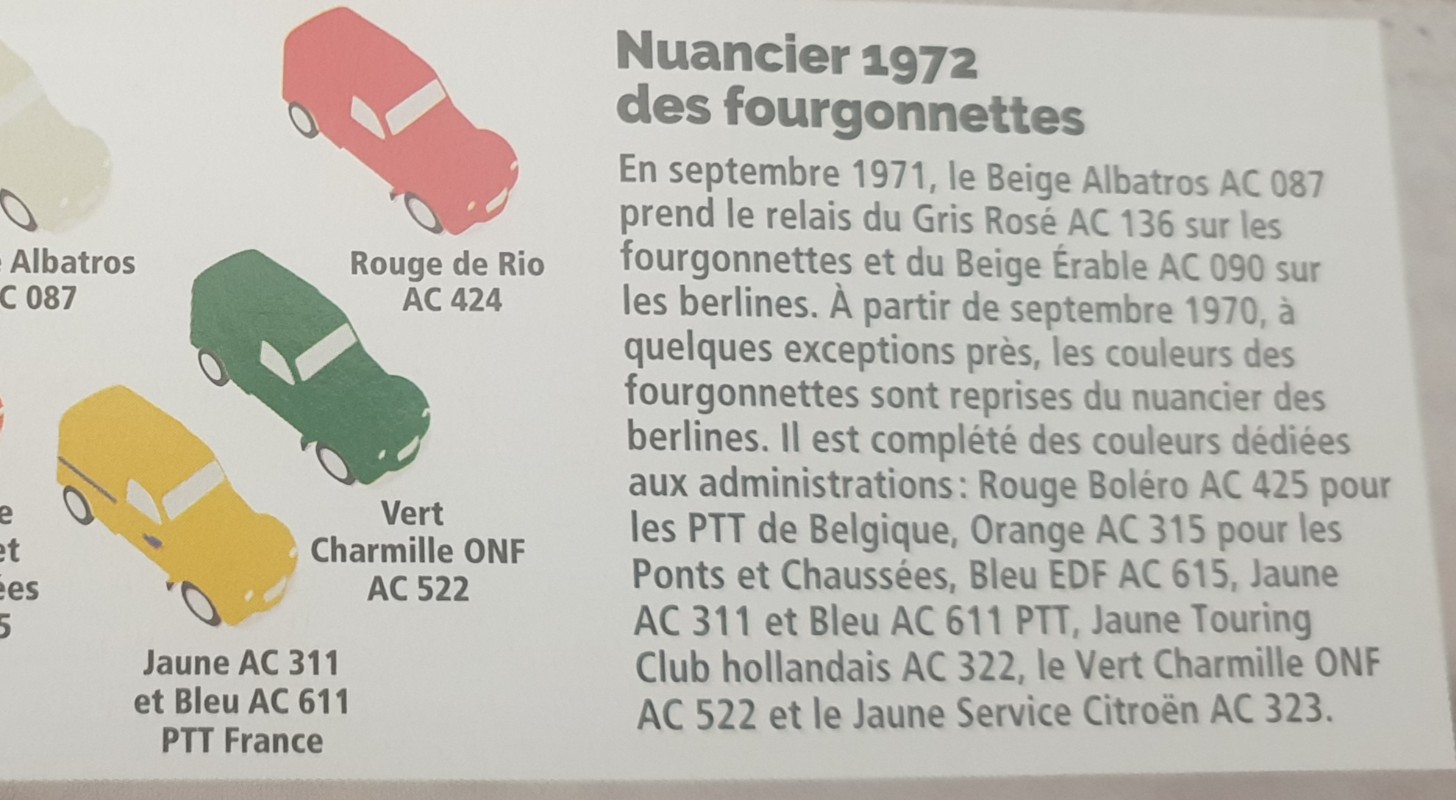 Nuancier 1972
des fourgonnettes
En septembre 1971, le Beige Albatros AC 087
prend le relais du Gris Rosé AC 136 sur les
fourgonnettes et du Beige Érable AC 090 sur
les berlines. À partir de septembre 1970, à
quelques exceptions près, les couleurs des
fourgonnettes sont reprises du nuancier des
berlines. Il est complété des couleurs dédiées
aux administrations : Rouge Boléro AC 425 pour
les PTT de Belgique, Orange AC 315 pour les
Ponts et Chaussées, Bleu EDF AC 615, Jaune
AC 311 et Bleu AC 611 PTT, Jaune Touring
Club hollandais AC 322, le Vert Charmille ONF
AC 522 et le Jaune Service Citroën AC 323.
Albatros
C 087
Rouge de Rio
AC 424
Vert
Charmille ONF
AC 522
Jaune AC 311
et Bleu AC 611
PTT France